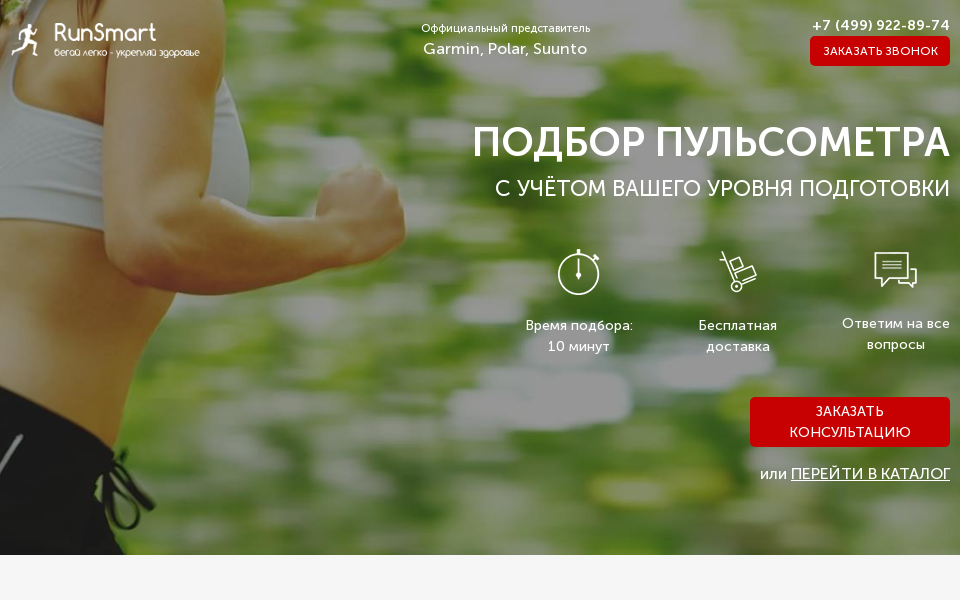 RunSmart
бегай легко - укрепляй здоровье
Оффициальный представитель
Garmin, Polar, Suunto
+7 (499) 922-89-74
ЗАКАЗАТЬ ЗВОНОК
ПОДБОР ПУЛЬСОМЕТРА
С УЧЁТОМ ВАШЕГО УРОВНЯ ПОДГОТОВКИ
Время подбора:
10 минут
Бесплатная
доставка
Ответим на все
вопросы
ЗАКАЗАТЬ
КОНСУЛЬТАЦИЮ
или ПЕРЕЙТИ В КАТАЛОГ